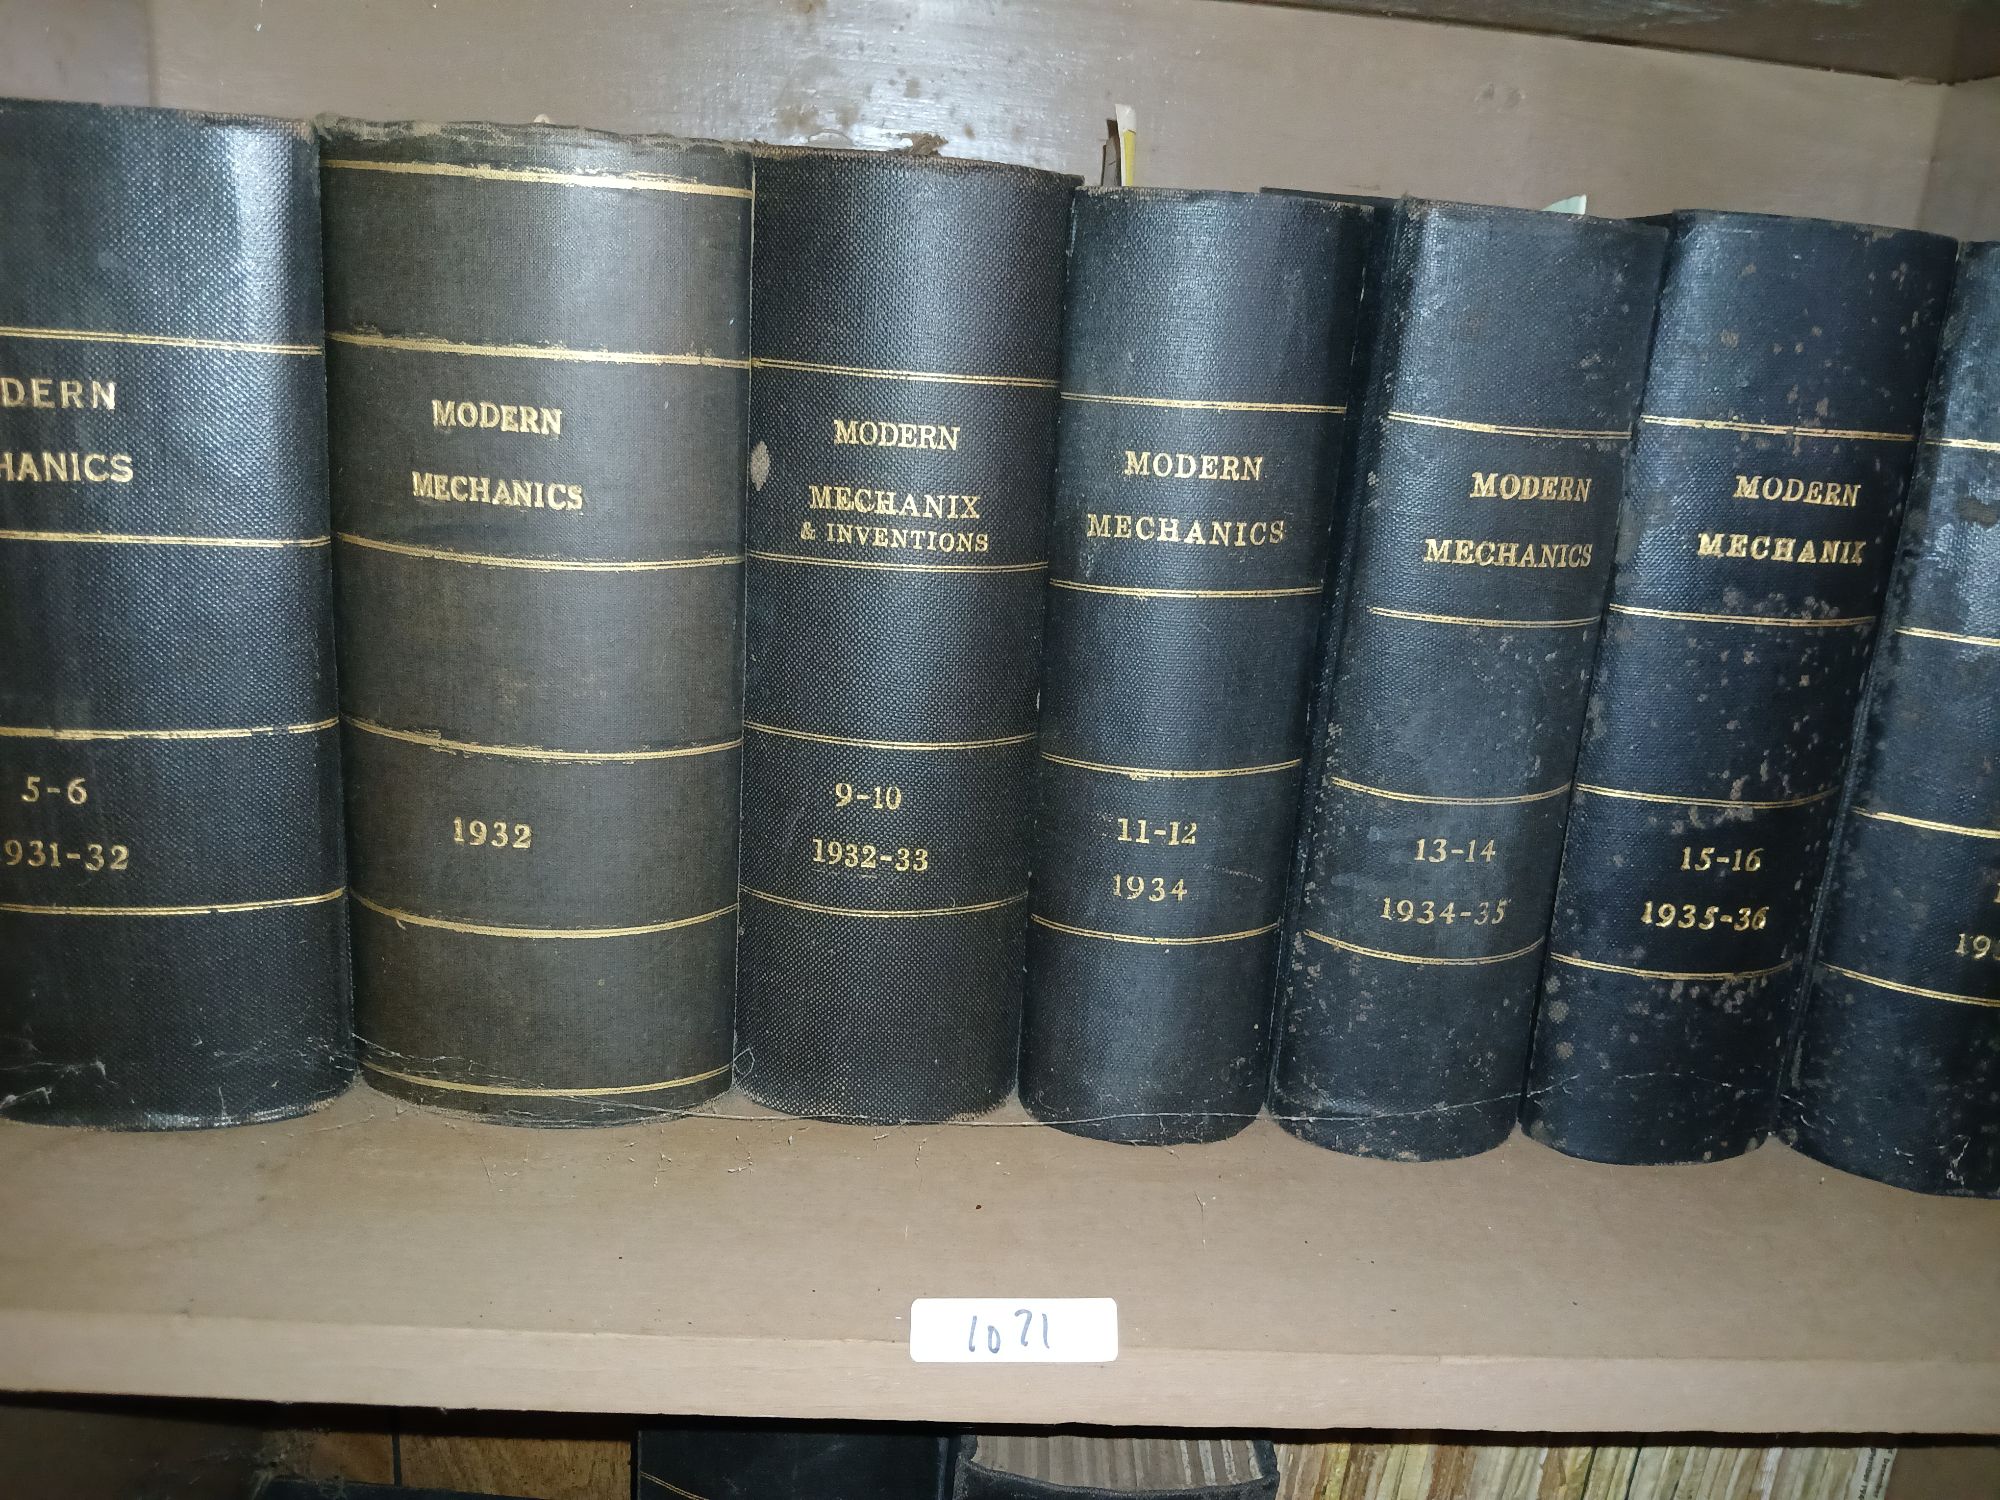 DERN
HANICS
5-6
931-32
MODERN
MECHANICS
1932
MODERN
MECHANIX
& INVENTIONS
9-10
1932-33
MODERN
MECHANICS
11-12
1934
MODERN
MECHANICS
13-14
1934-35
MODERN
MECHANIX
15-16
1935-36
1071